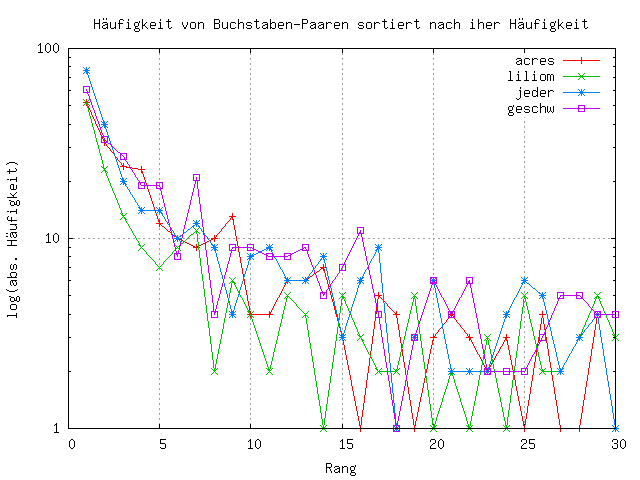 Häufigkeit von Buchstaben-Paaren sortiert nach iher Häufigkeit
100
10
1
log(abs. Häufigkeit)
acres
liliom
jeder
geschw
0 5 10 15 20 25 30
Rang